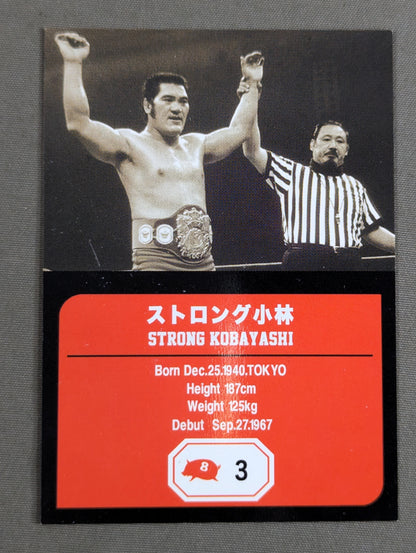 ストロング小林
STRONG KOBAYASHI
Born Dec.25.1940.TOKYO
Height 187cm
Weight 125kg
Debut Sep.27.1967
8 3